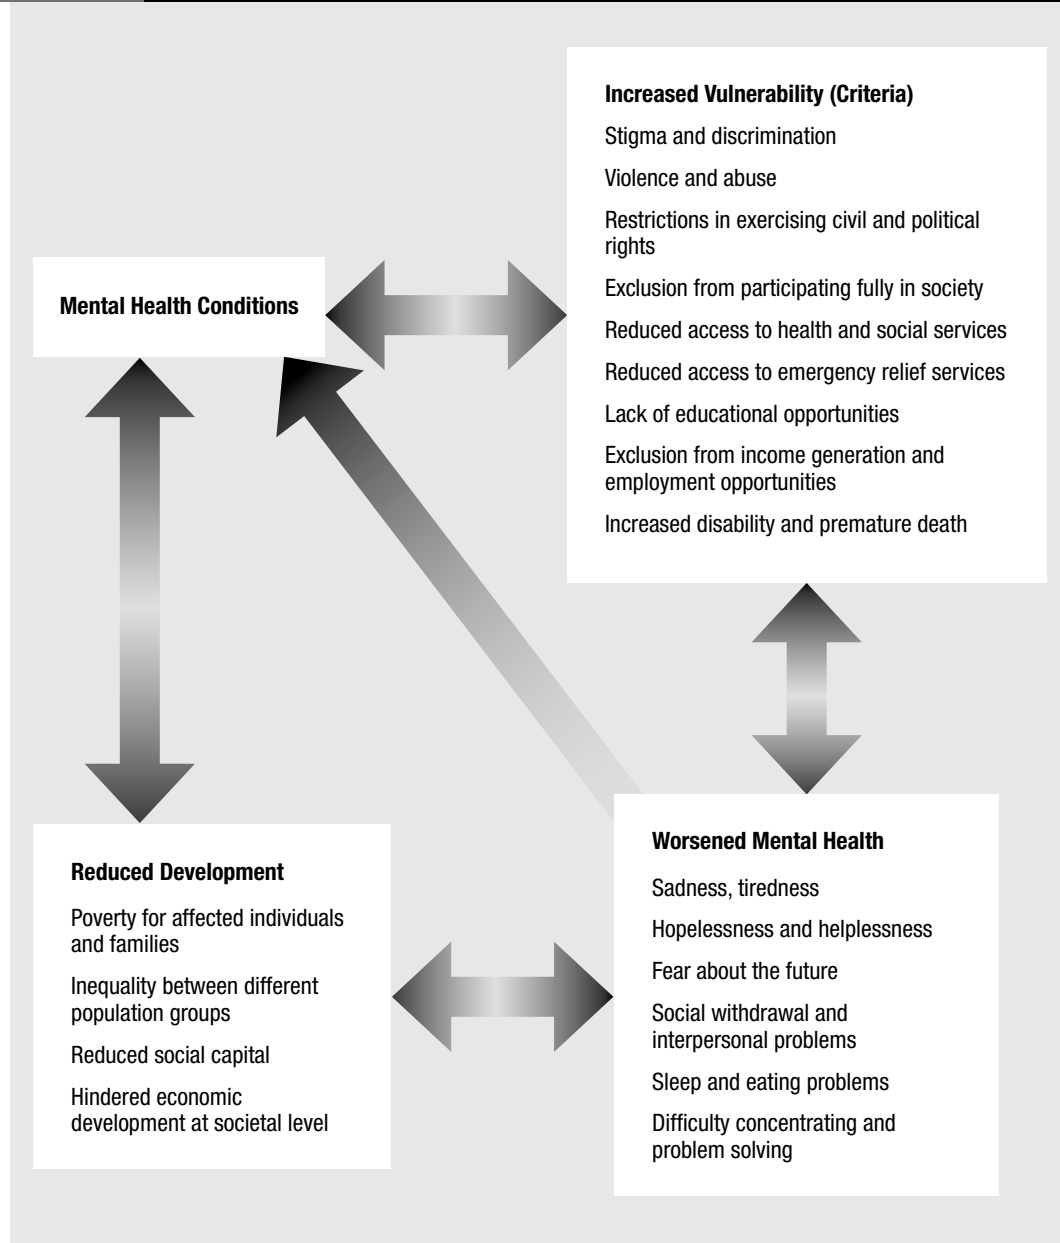 Increased Vulnerability (Criteria)
Stigma and discrimination
Violence and abuse
Restrictions in exercising civil and political
rights
Exclusion from participating fully in society
Reduced access to health and social services
Reduced access to emergency relief services
Lack of educational opportunities
Exclusion from income generation and
employment opportunities
Increased disability and premature death
Mental Health Conditions
Reduced Development
Poverty for affected individuals
and families
Inequality between different
population groups
Reduced social capital
Hindered economic
development at societal level
Worsened Mental Health
Sadness, tiredness
Hopelessness and helplessness
Fear about the future
Social withdrawal and
interpersonal problems
Sleep and eating problems
Difficulty concentrating and
problem solving